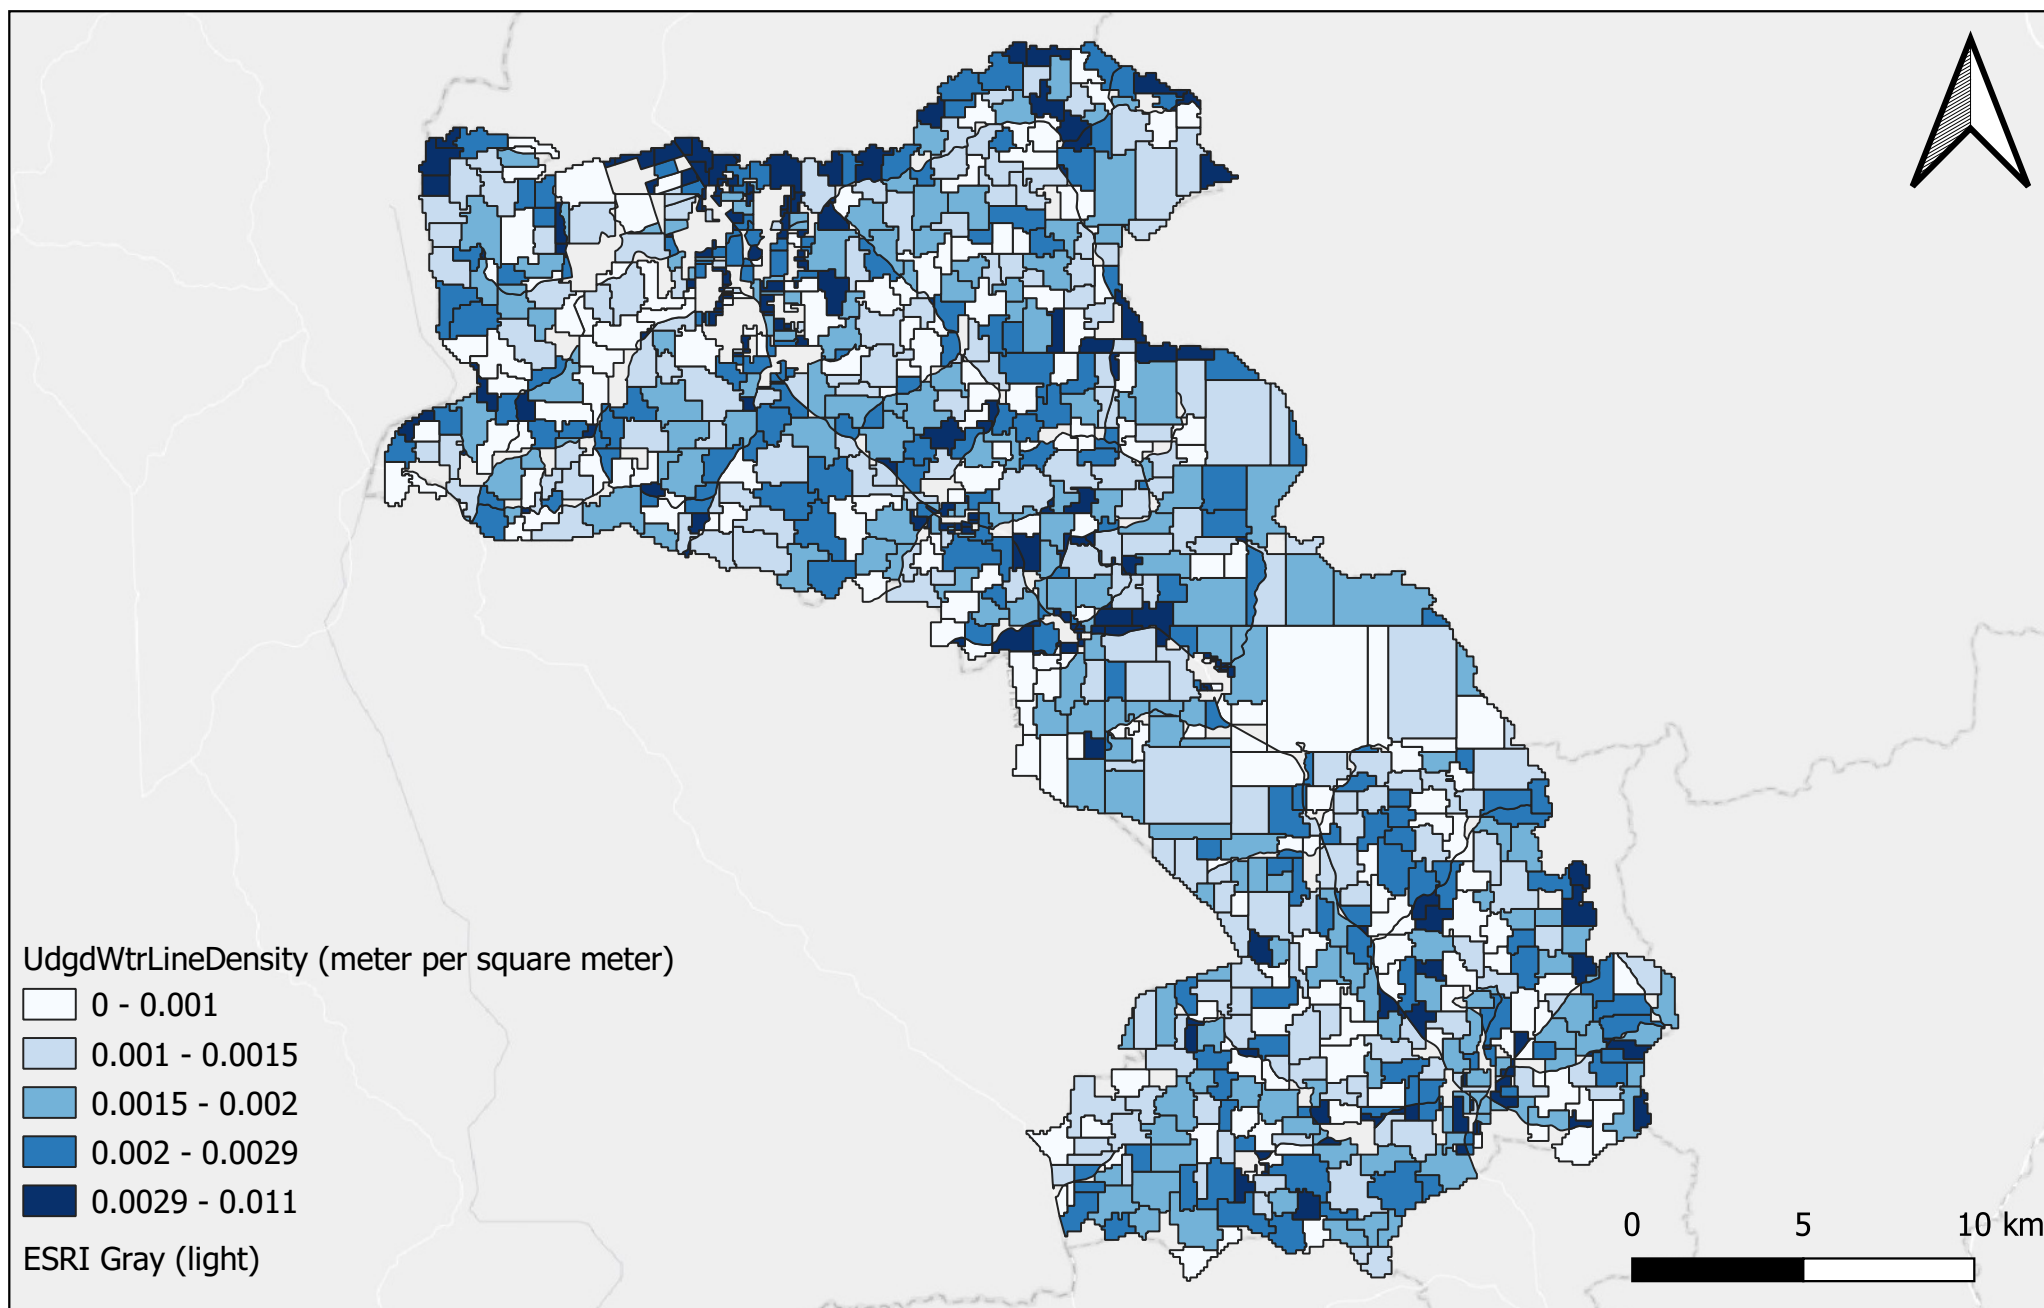 UdgdWtrLineDensity (meter per square meter)
0 - 0.001
0.001 - 0.0015
0.0015 - 0.002
0.002 - 0.0029
0.0029 - 0.011
ESRI Gray (light)
0 5 10 km